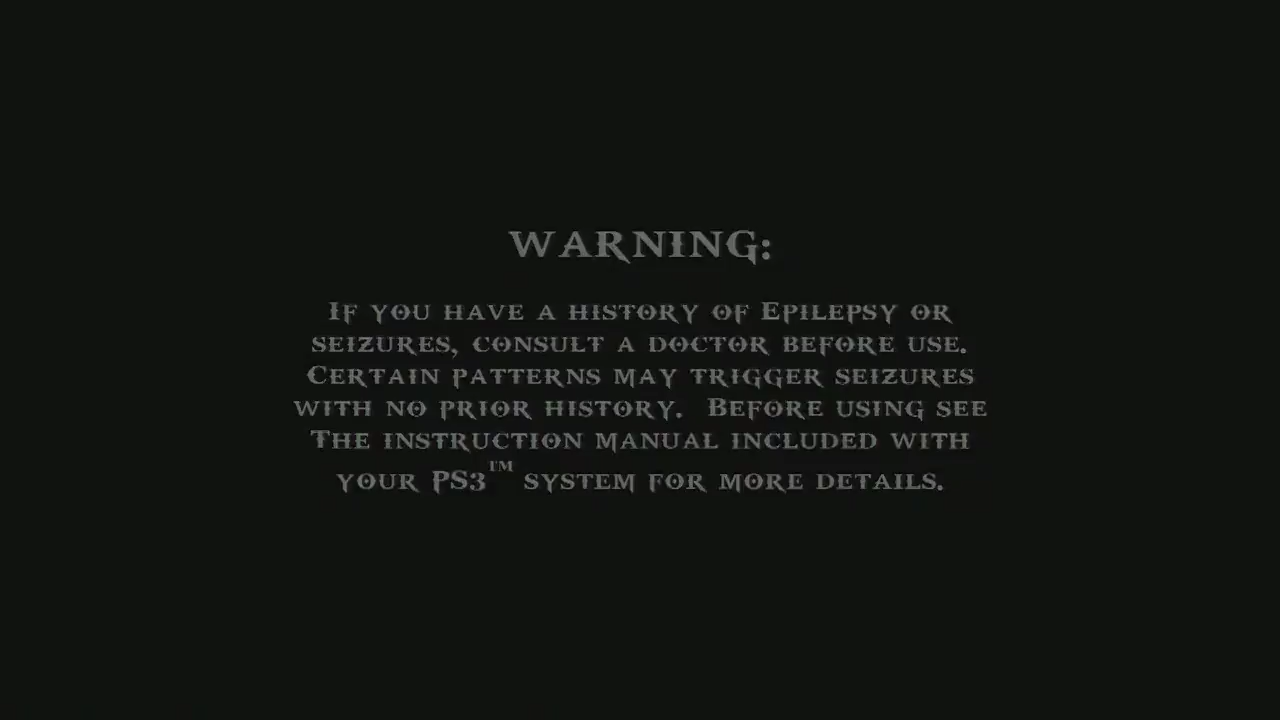 WARNING:
If you have a history of Epilepsy or
seizures, consult a doctor before use.
Certain patterns may trigger seizures
with no prior history.  Before using see
The instruction manual included with
your PS3™ system for more details.